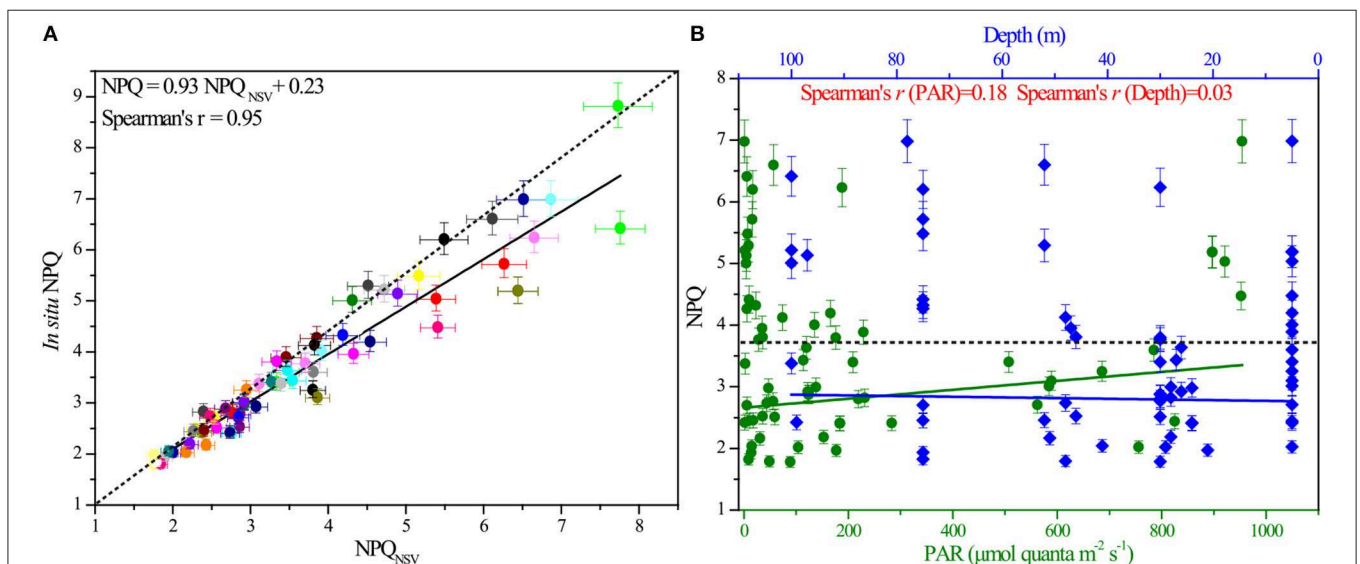 A
NPQ = 0.93 NPQNSV + 0.23
Spearman's r = 0.95
9
8
7
6
5
4
3
2
1
In situ NPQ
1 2 3 4 5 6 7 8
NPQNSV
B
Depth (m)
100 80 60 40 20 0
Spearman's r (PAR)=0.18 Spearman's r (Depth)=0.03
8
7
6
5
4
3
2
1
NPQ
0 200 400 600 800 1000
PAR (μmol quanta m-2 s-1)